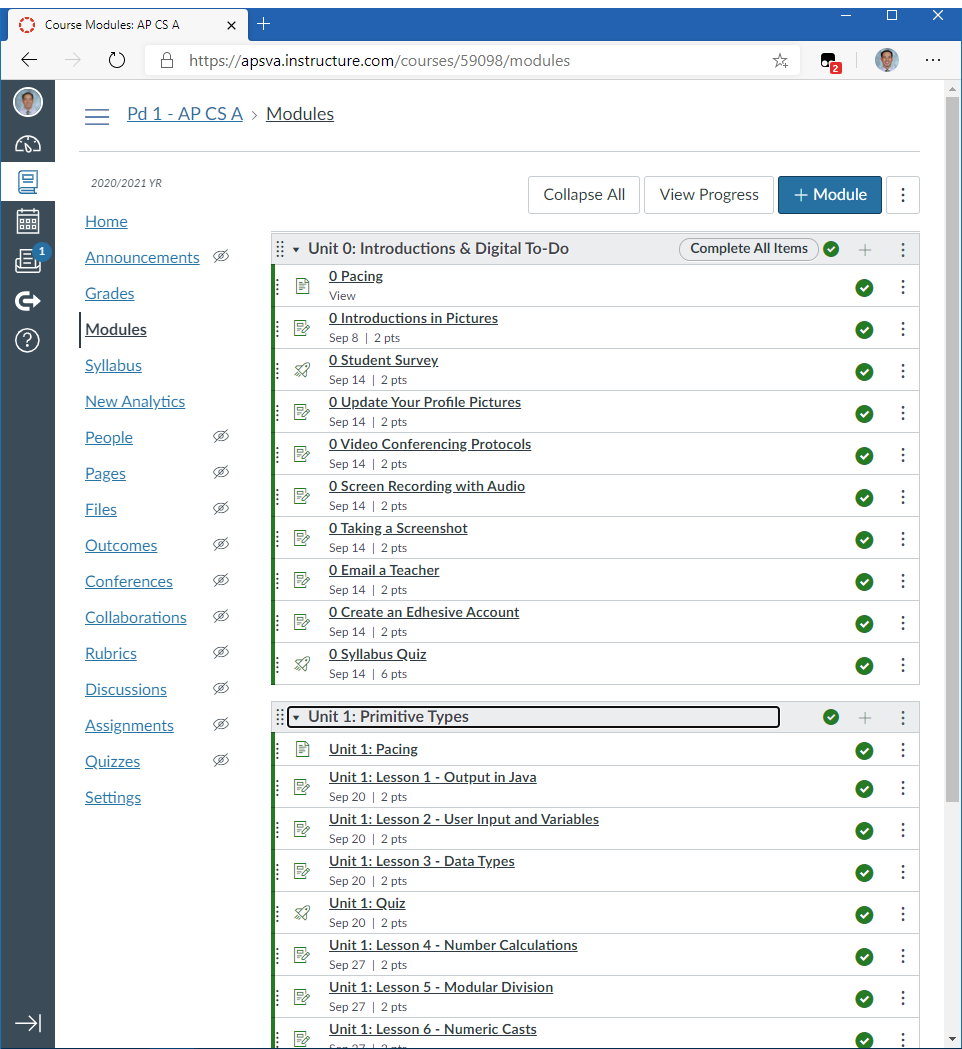 Course Modules: AP CS A
https://apsva.instructure.com/courses/59098/modules
2
Pd 1 - AP CS A > Modules
1
2020/2021 YR
Home
Announcements
Grades
Modules
Syllabus
New Analytics
People
Pages
Files
Outcomes
Conferences
Collaborations
Rubrics
Discussions
Assignments
Quizzes
Settings
Collapse All
View Progress
+ Module
Unit 0: Introductions & Digital To-Do
Complete All Items
0 Pacing
View
0 Introductions in Pictures
Sep 8 | 2 pts
0 Student Survey
Sep 14 | 2 pts
0 Update Your Profile Pictures
Sep 14 | 2 pts
0 Video Conferencing Protocols
Sep 14 | 2 pts
0 Screen Recording with Audio
Sep 14 | 2 pts
0 Taking a Screenshot
Sep 14 | 2 pts
0 Email a Teacher
Sep 14 | 2 pts
0 Create an Edhesive Account
Sep 14 | 2 pts
0 Syllabus Quiz
Sep 14 | 6 pts
Unit 1: Primitive Types
Unit 1: Pacing
Unit 1: Lesson 1 - Output in Java
Sep 20 | 2 pts
Unit 1: Lesson 2 - User Input and Variables
Sep 20 | 2 pts
Unit 1: Lesson 3 - Data Types
Sep 20 | 2 pts
Unit 1: Quiz
Sep 20 | 2 pts
Unit 1: Lesson 4 - Number Calculations
Sep 27 | 2 pts
Unit 1: Lesson 5 - Modular Division
Sep 27 | 2 pts
Unit 1: Lesson 6 - Numeric Casts
Sep 27 | 2 pts